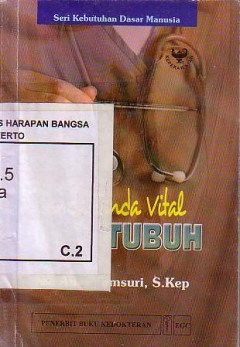 Seri Kebutuhan Dasar Manusia
S HARAPAN BANGSA
ERTO
.5
a
C.2
nda Vital
TUBUH
msuri, S.Kep
PENERBIT BUKU KEDOKTERAN EGC